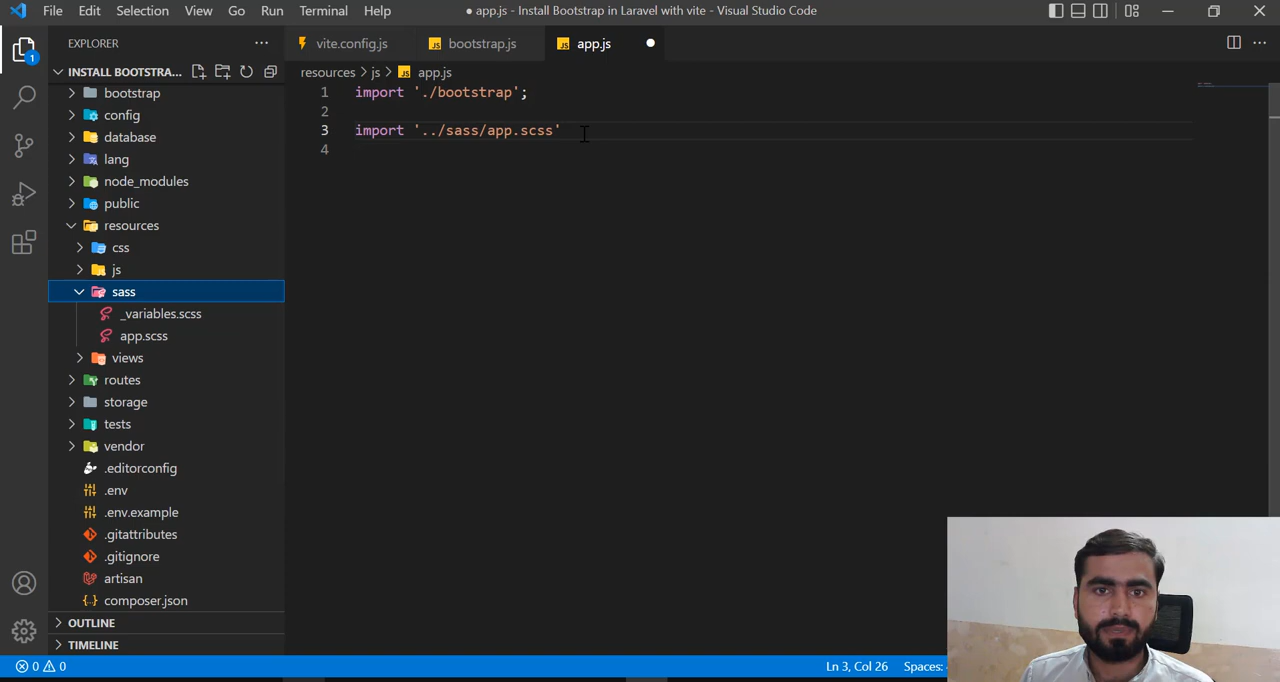 File Edit Selection View Go Run Terminal Help
● app.js - Install Bootstrap in Laravel with vite - Visual Studio Code
EXPLORER
vite.config.js
JS bootstrap.js
JS app.js
1
INSTALL BOOTSTRA...
resources > js > JS app.js
bootstrap
config
database
lang
node_modules
public
resources
css
js
sass
_variables.scss
app.scss
views
routes
storage
tests
vendor
.editorconfig
.env
.env.example
.gitattributes
.gitignore
artisan
{} composer.json
OUTLINE
TIMELINE
1 import './bootstrap';
2
3 import '../sass/app.scss'
4
0 0
Ln 3, Col 26
Spaces: